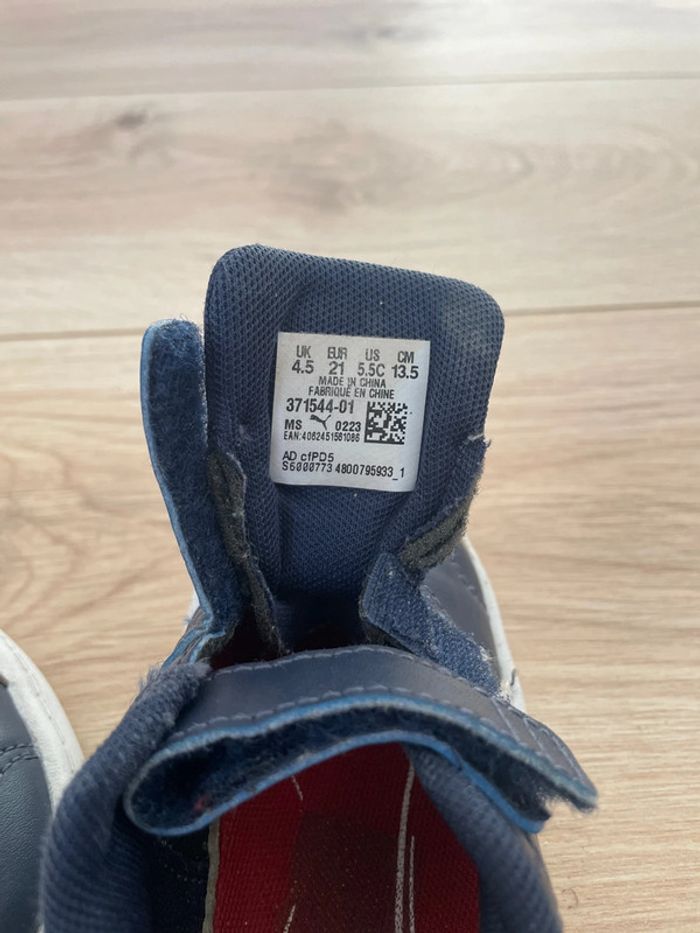 UK EUR US CM
4.5 21 5.5C 13.5
MADE IN CHINA
FABRIQUÉ EN CHINE
371544-01
MS 0223
EAN:4062451561086
AD cfPD5
S6000773 4800795933_1